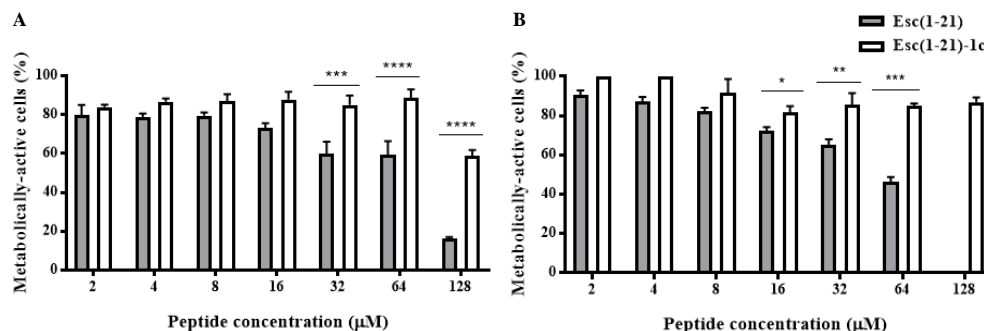 A
Metabolically-active cells (%)
100
80
60
40
20
0
***
****
****
2 4 8 16 32 64 128
Peptide concentration (µM)
B
Esc(1-21)
Esc(1-21)-1c
Metabolically-active cells (%)
100
80
60
40
20
0
*
**
***
2 4 8 16 32 64 128
Peptide concentration (µM)